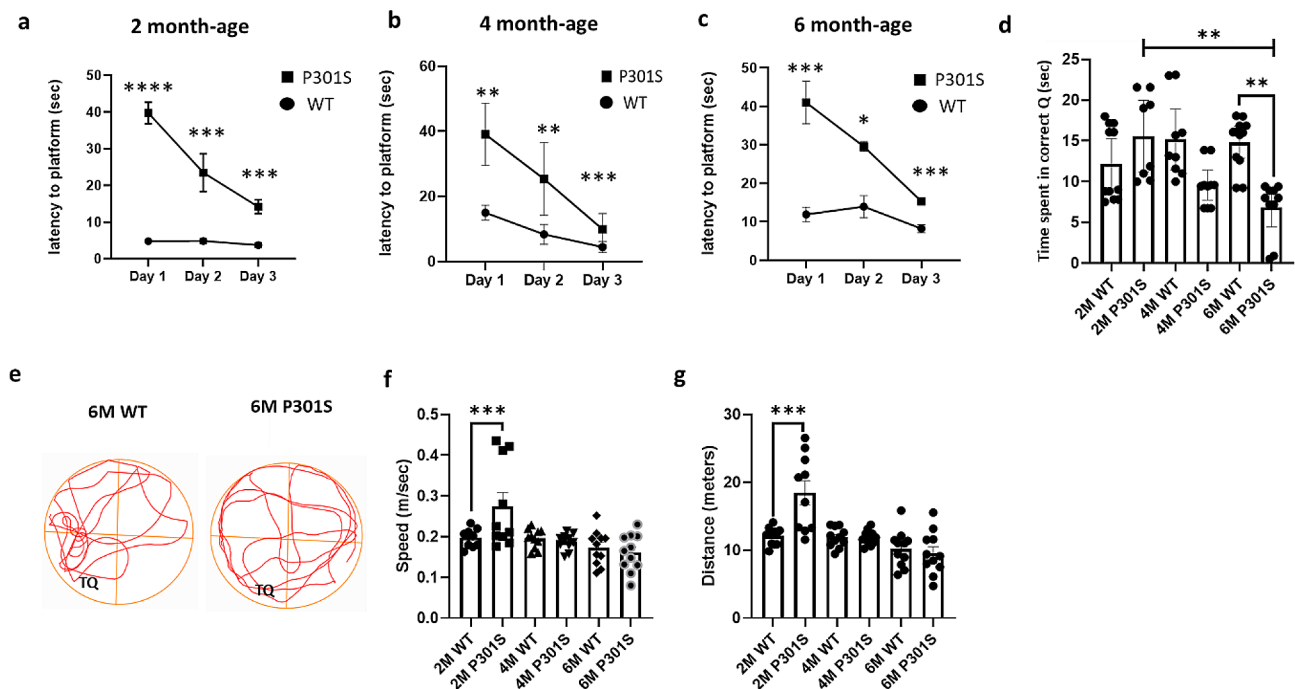 a
2 month-age
latency to platform (sec)
50
40
30
20
10
0
****
***
***
P301S
WT
Day 1 Day 2 Day 3
b
4 month-age
latency to platform (sec)
60
40
20
0
**
**
***
P301S
WT
Day 1 Day 2 Day 3
c
6 month-age
latency to platform (sec)
50
40
30
20
10
0
***
*
***
P301S
WT
Day 1 Day 2 Day 3
d
Time spent in correct Q (sec)
25
20
15
10
5
0
**
**
2M WT
2M P301S
4M WT
4M P301S
6M WT
6M P301S
e
6M WT
6M P301S
TQ
TQ
f
Speed (m/sec)
0.5
0.4
0.3
0.2
0.1
0.0
***
2M WT
2M P301S
4M WT
4M P301S
6M WT
6M P301S
g
Distance (meters)
30
20
10
0
***
2M WT
2M P301S
4M WT
4M P301S
6M WT
6M P301S